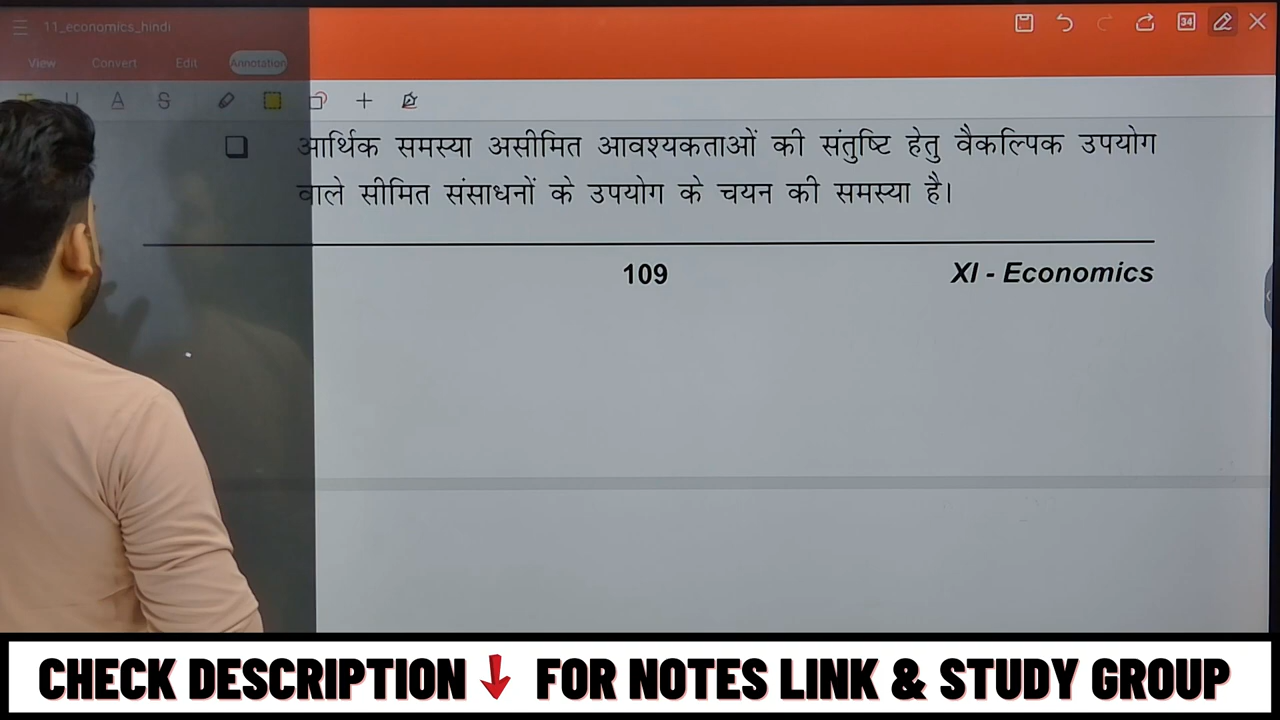 11_economics_hindi
View Convert Edit Annotation
T U A S
34
आर्थिक समस्या असीमित आवश्यकताओं की संतुष्टि हेतु वैकल्पिक उपयोग
वाले सीमित संसाधनों के उपयोग के चयन की समस्या है।
109 XI - Economics
CHECK DESCRIPTION FOR NOTES LINK & STUDY GROUP